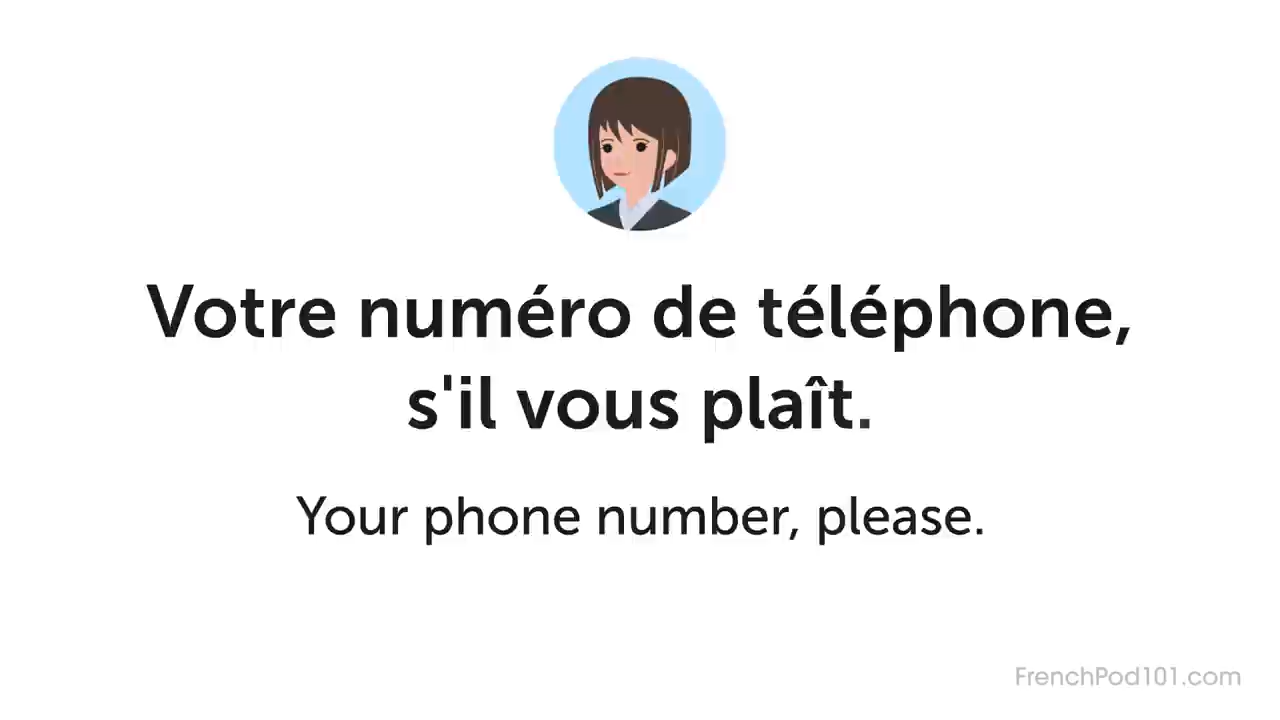 Votre numéro de téléphone,
s'il vous plaît.
Your phone number, please.
FrenchPod101.com